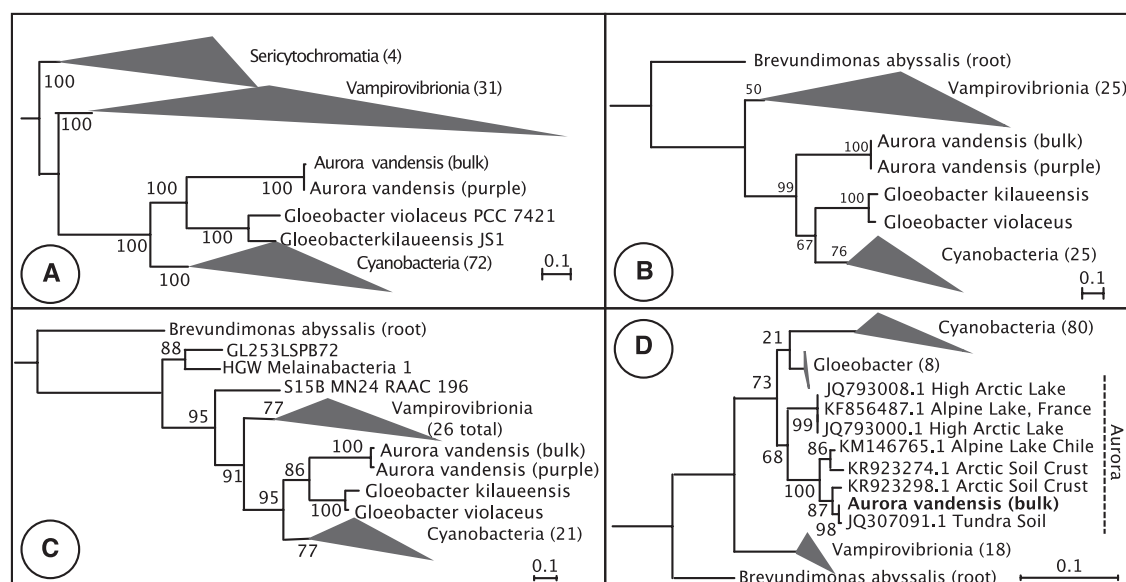 Sericytochromatia (4)
100
Vampirovibrionia (31)
100
Aurora vandensis (bulk)
100
100
Aurora vandensis (purple)
Gloeobacter violaceus PCC 7421
100
100
Gloeobacterkilaueensis JS1
Cyanobacteria (72)
100
0.1
A
Brevundimonas abyssalis (root)
50
Vampirovibrionia (25)
Aurora vandensis (bulk)
100
Aurora vandensis (purple)
99
Gloeobacter kilaueensis
100
Gloeobacter violaceus
67
76
Cyanobacteria (25)
0.1
B
Brevundimonas abyssalis (root)
88
GL253LSPB72
HGW Melainabacteria 1
S15B MN24 RAAC 196
95
77
Vampirovibrionia
(26 total)
Aurora vandensis (bulk)
100
Aurora vandensis (purple)
91
86
95
Gloeobacter kilaueensis
100
Gloeobacter violaceus
Cyanobacteria (21)
77
0.1
C
D
Cyanobacteria (80)
21
Gloeobacter (8)
73
JQ793008.1 High Arctic Lake
KF856487.1 Alpine Lake, France
99
JQ793000.1 High Arctic Lake
68
86
KM146765.1 Alpine Lake Chile
KR923274.1 Arctic Soil Crust
100
KR923298.1 Arctic Soil Crust
87
Aurora vandensis (bulk)
98
JQ307091.1 Tundra Soil
Aurora
Vampirovibrionia (18)
0.1
Brevundimonas abyssalis (root)